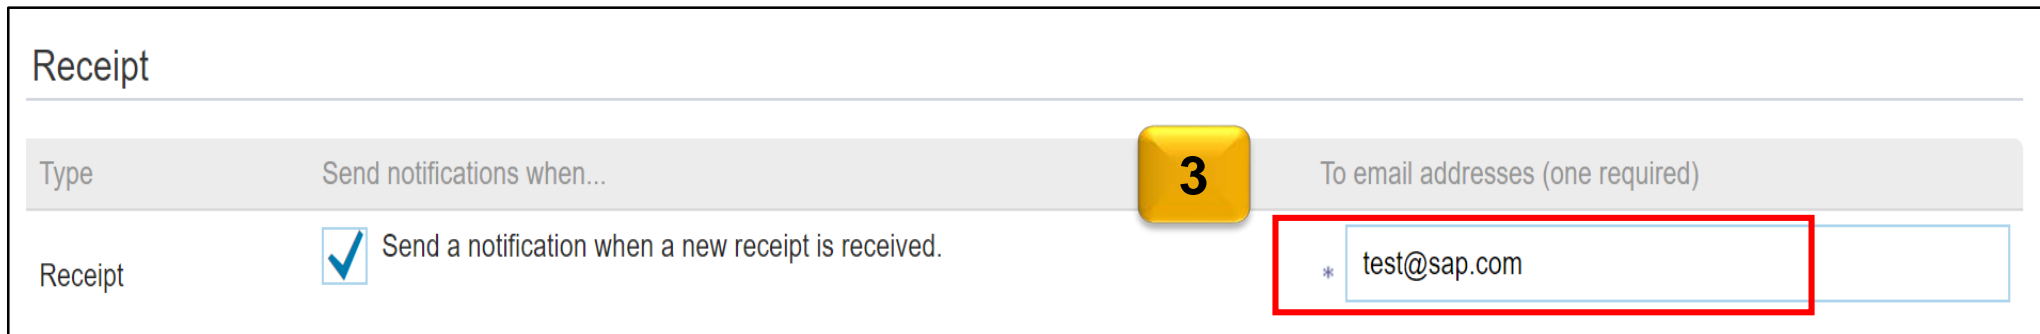 Receipt
Type Send notifications when... 3 To email addresses (one required)
Receipt Send a notification when a new receipt is received. * test@sap.com